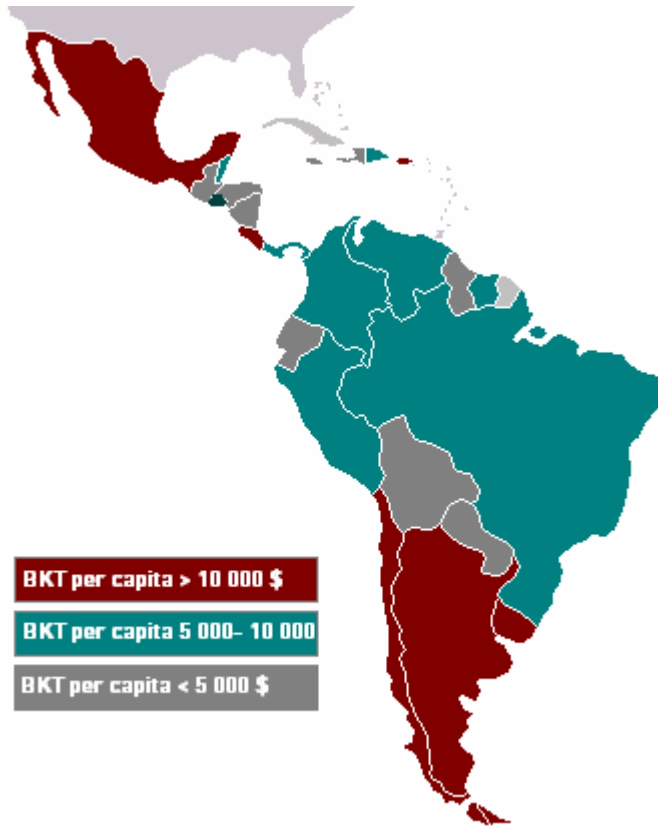 BKT per capita > 10 000 $
BKT per capita 5 000– 10 000
BKT per capita < 5 000 $